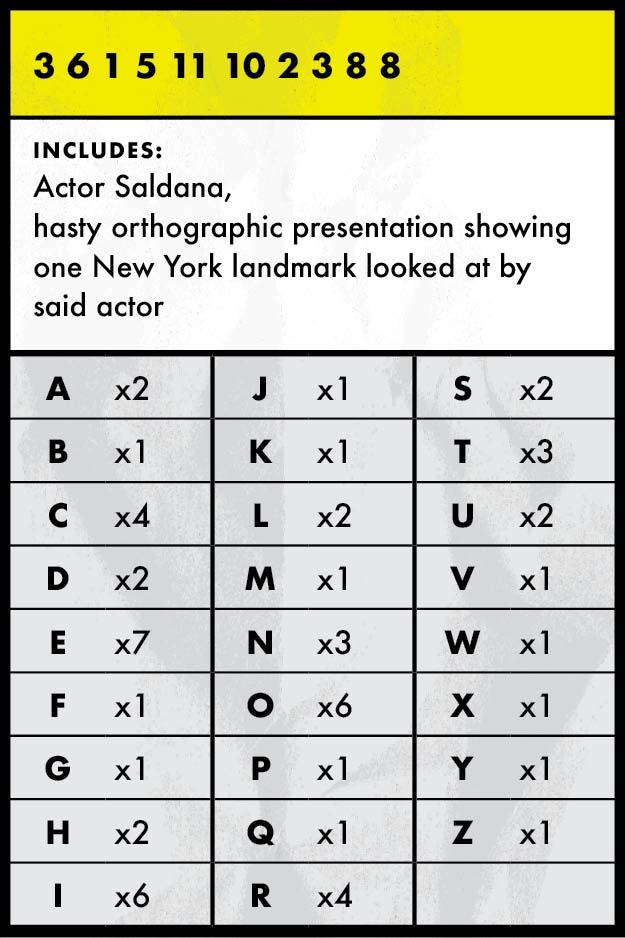 3 6 1 5 11 10 2 3 8 8
INCLUDES:
Actor Saldana,
hasty orthographic presentation showing
one New York landmark looked at by
said actor
A x2 J x1 S x2
B x1 K x1 T x3
C x4 L x2 U x2
D x2 M x1 V x1
E x7 N x3 W x1
F x1 O x6 X x1
G x1 P x1 Y x1
H x2 Q x1 Z x1
I x6 R x4